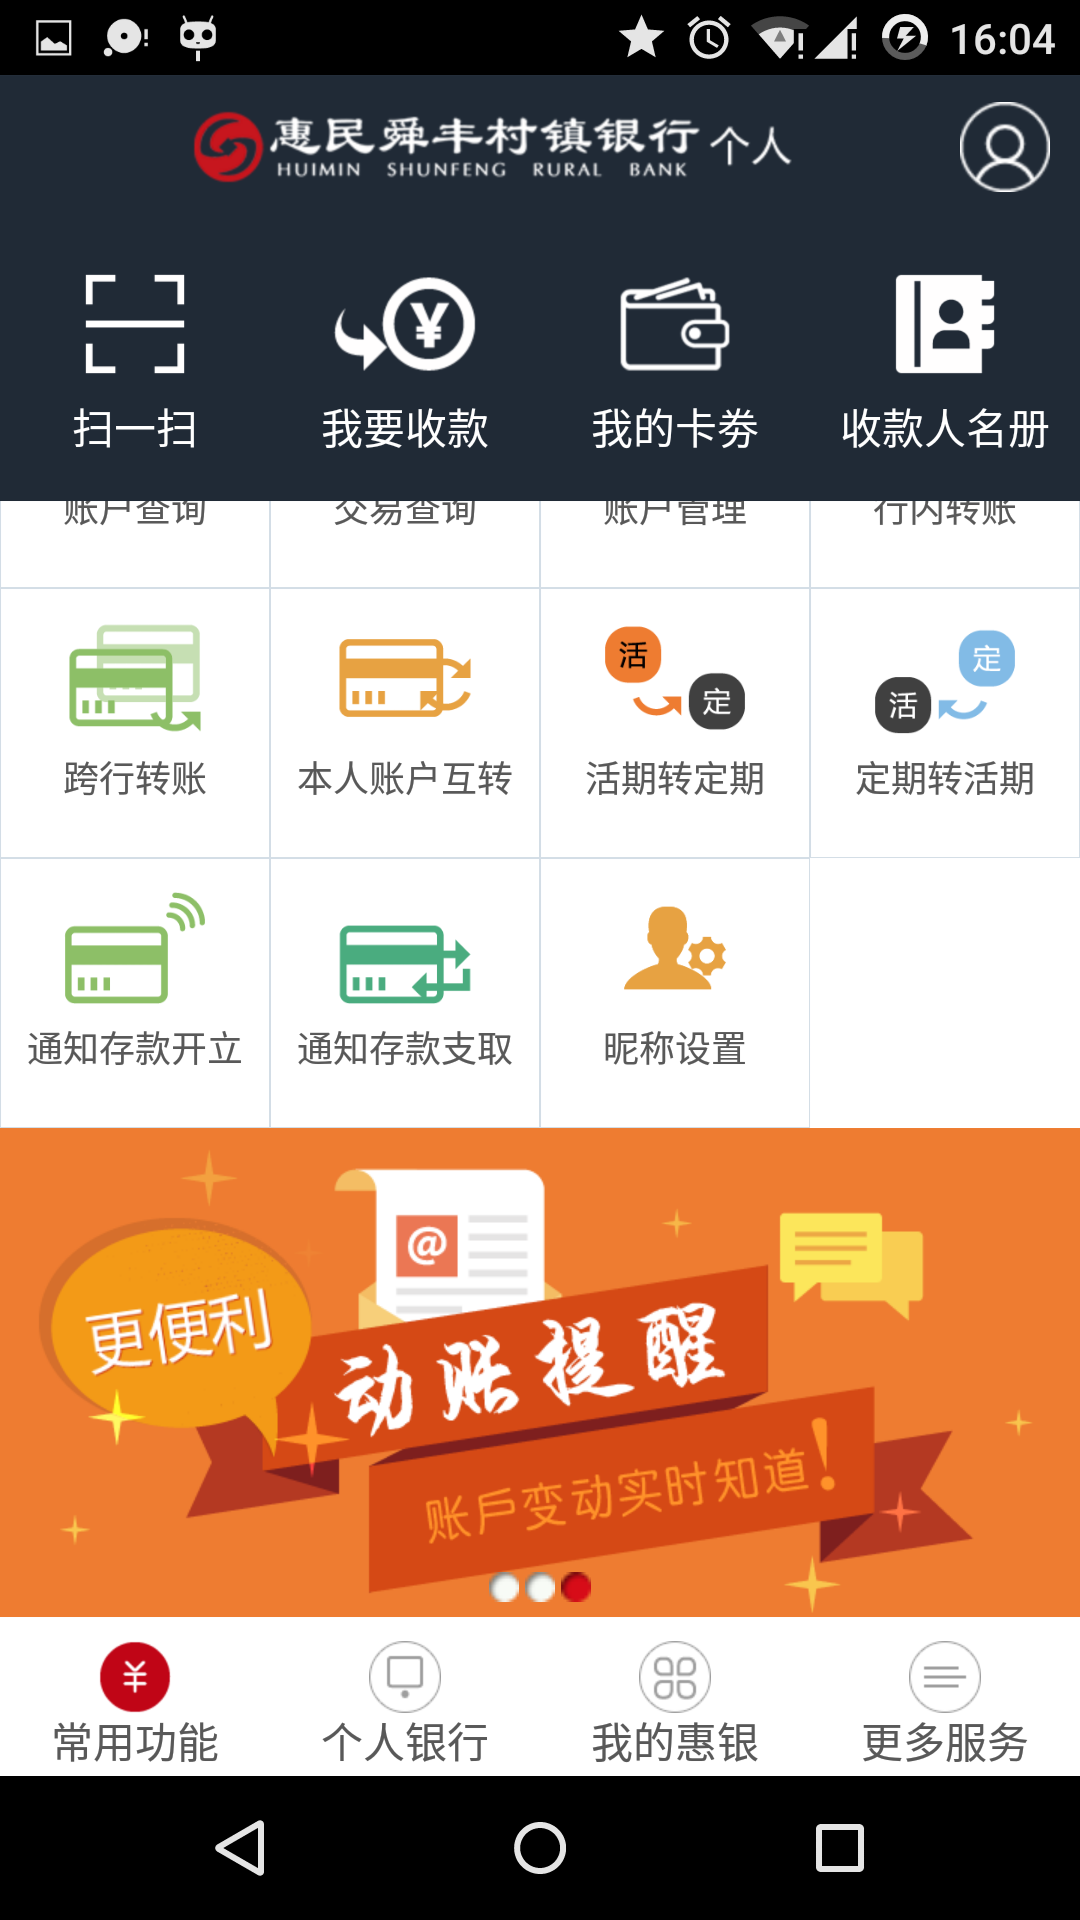 16:04
惠民舜丰村镇银行 个人
HUIMIN SHUNFENG RURAL BANK
扫一扫 我要收款 我的卡券 收款人名册
账户查询 交易查询 账户管理 行内转账
活 定 定 活
跨行转账 本人账户互转 活期转定期 定期转活期
通知存款开立 通知存款支取 昵称设置
@
更便利
动账提醒
账戶变动实时知道!
常用功能 个人银行 我的惠银 更多服务